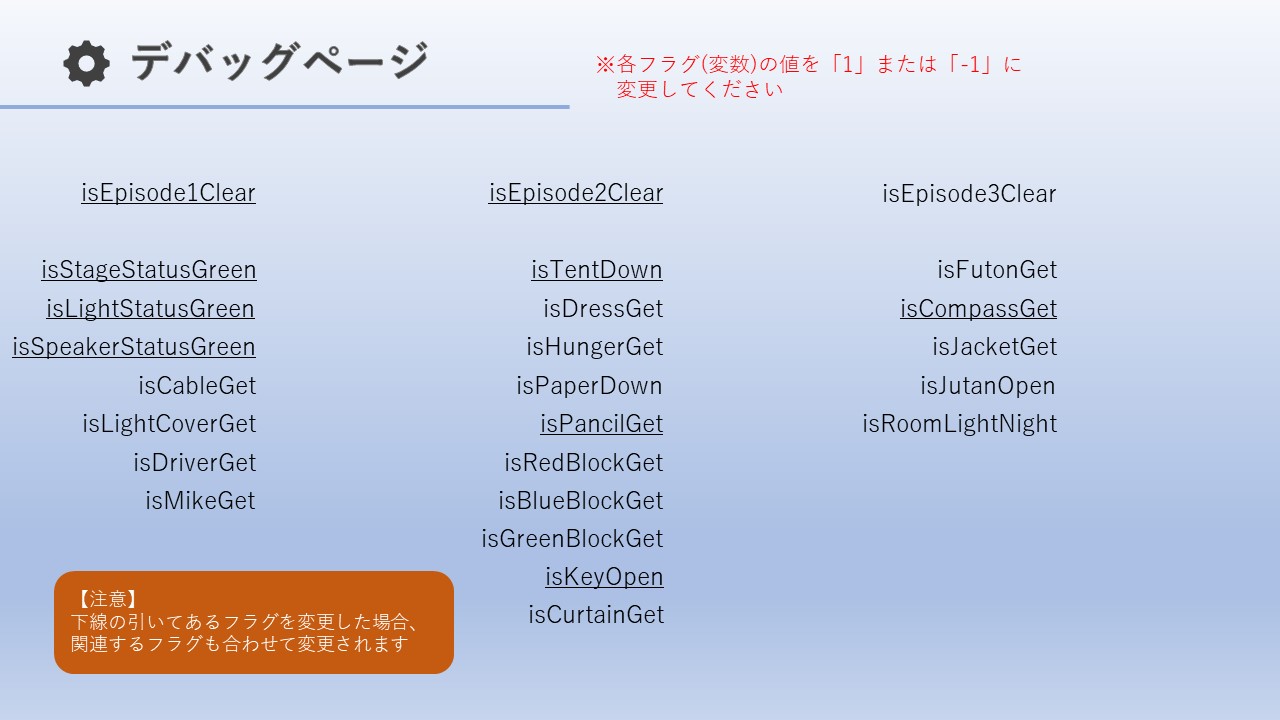 デバッグページ
※各フラグ(変数)の値を「1」または「-1」に
変更してください
isEpisode1Clear
isStageStatusGreen
isLightStatusGreen
isSpeakerStatusGreen
isCableGet
isLightCoverGet
isDriverGet
isMikeGet
isEpisode2Clear
isTentDown
isDressGet
isHungerGet
isPaperDown
isPancilGet
isRedBlockGet
isBlueBlockGet
isGreenBlockGet
isKeyOpen
isCurtainGet
isEpisode3Clear
isFutonGet
isCompassGet
isJacketGet
isJutanOpen
isRoomLightNight
【注意】
下線の引いてあるフラグを変更した場合、
関連するフラグも合わせて変更されます